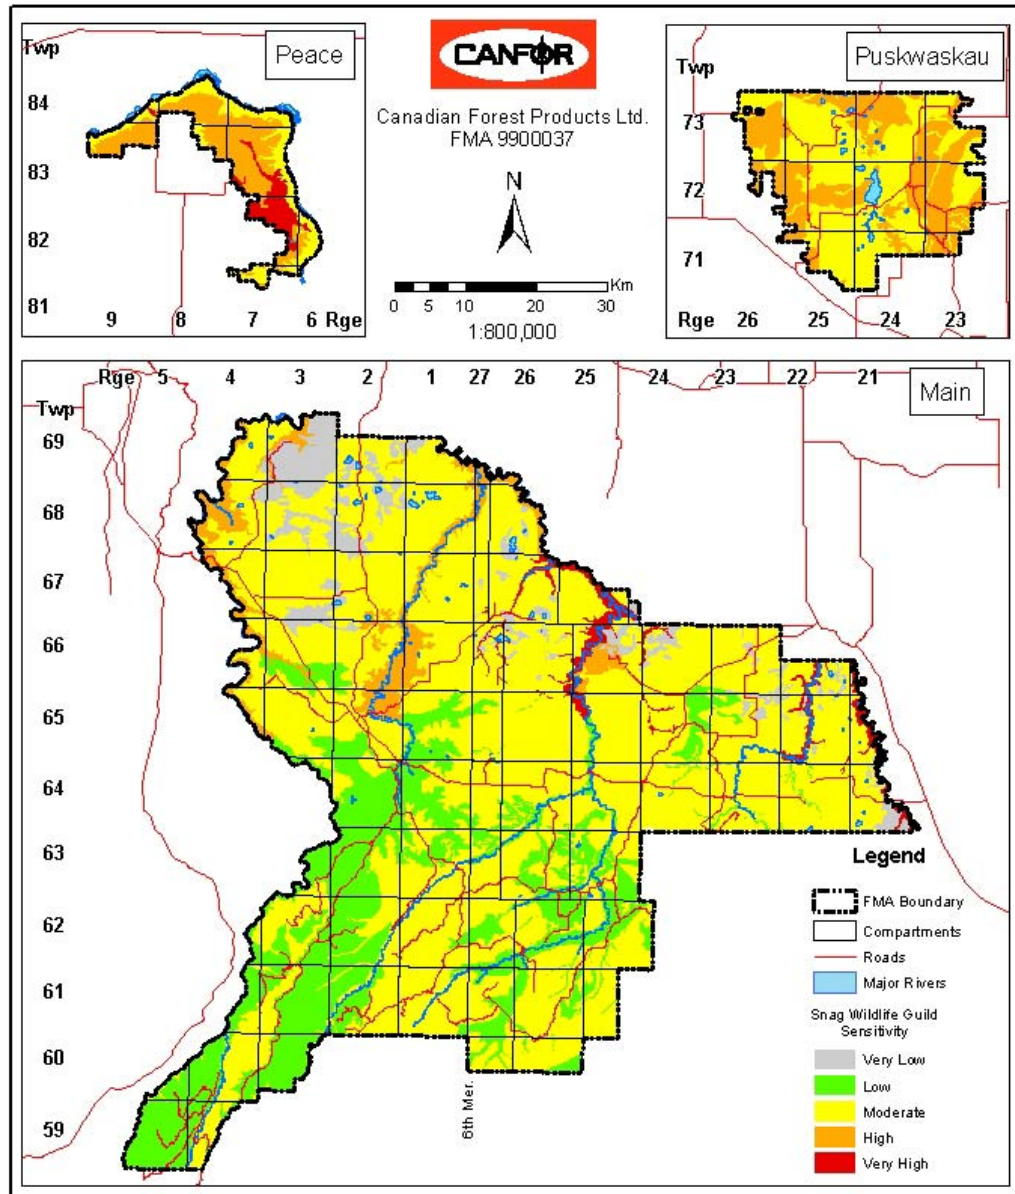 Peace
Twp
84
83
82
81
9 8 7 6 Rge
CANFOR
Canadian Forest Products Ltd.
FMA 9900037
N
0 5 10 20 30 Km
1:800,000
Puskwaskau
Twp
73
72
71
Rge 26 25 24 23
Main
Rge 5 4 3 2 1 27 26 25 24 23 22 21
Twp
69
68
67
66
65
64
63
62
61
60
59
6th Mer.
Legend
FMA Boundary
Compartments
Roads
Major Rivers
Snag Wildlife Guild
Sensitivity
Very Low
Low
Moderate
High
Very High